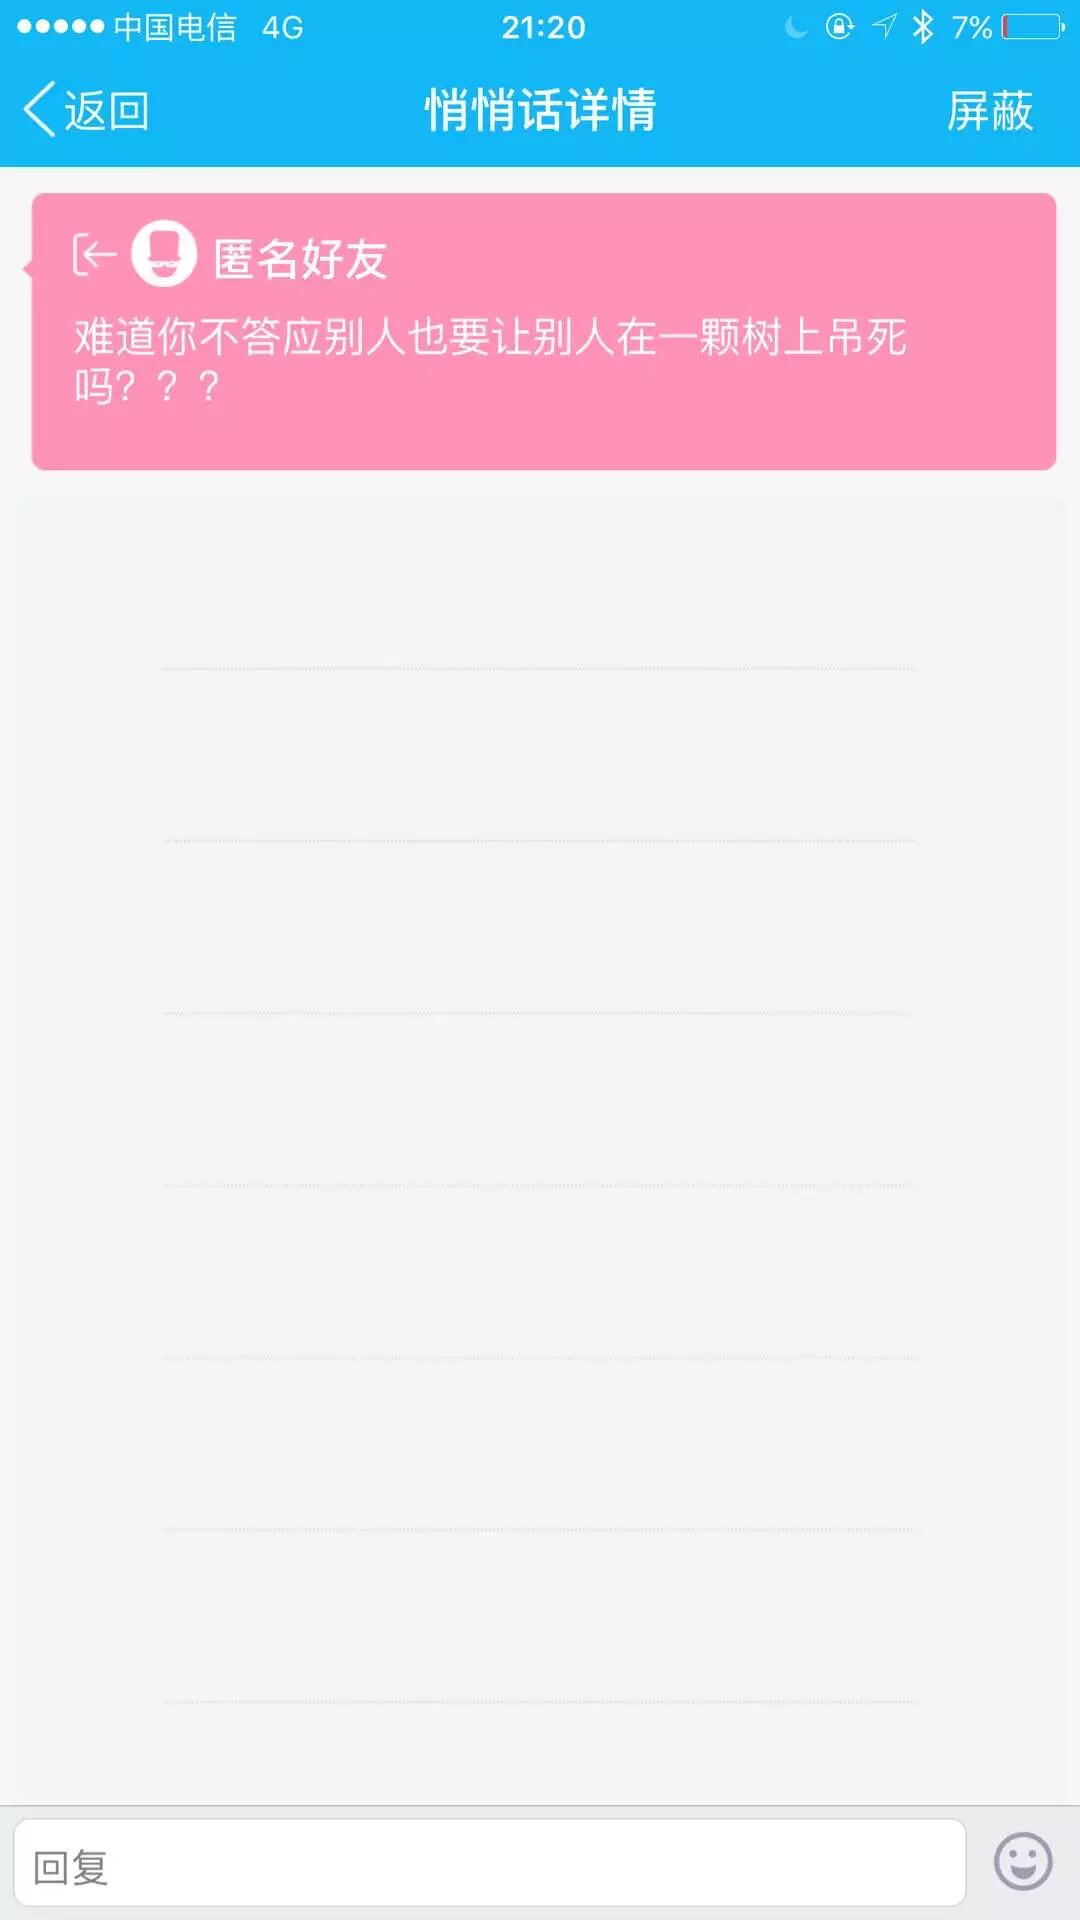 中国电信 4G 21:20 7%
返回 悄悄话详情 屏蔽
匿名好友
难道你不答应别人也要让别人在一颗树上吊死
吗？？？
回复